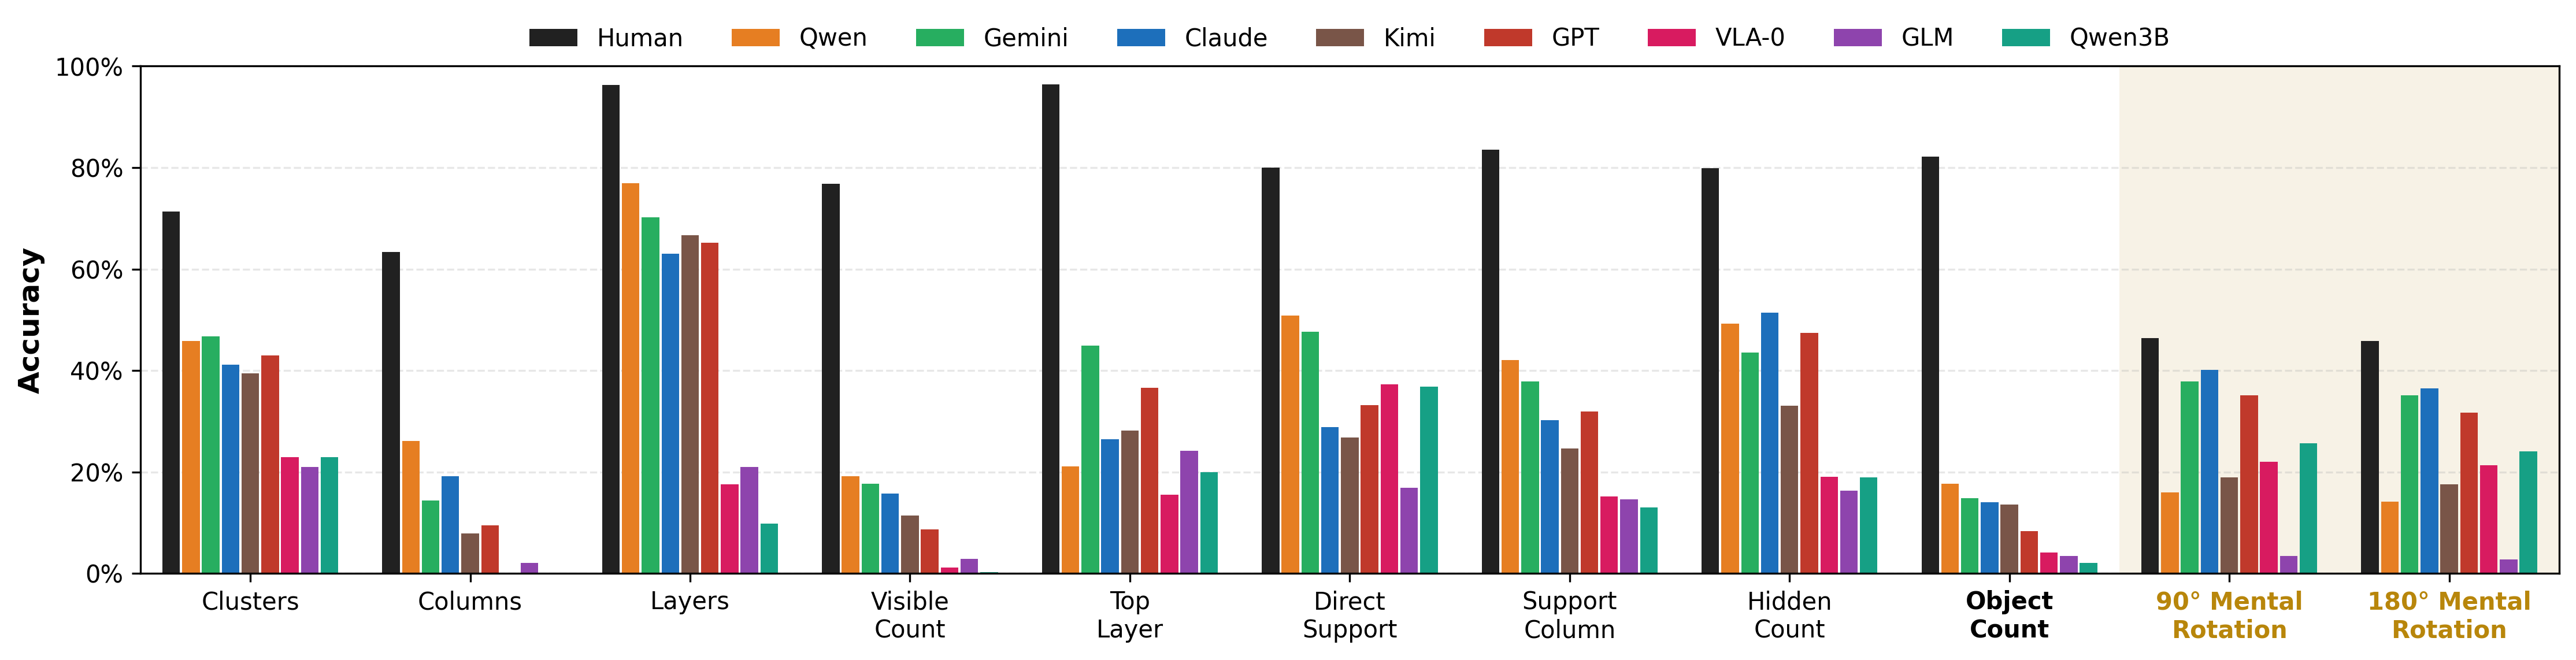 Human Qwen Gemini Claude Kimi GPT VLA-0 GLM Qwen3B
Accuracy
100%
80%
60%
40%
20%
0%
Clusters
Columns
Layers
Visible
Count
Top
Layer
Direct
Support
Support
Column
Hidden
Count
Object
Count
90° Mental
Rotation
180° Mental
Rotation